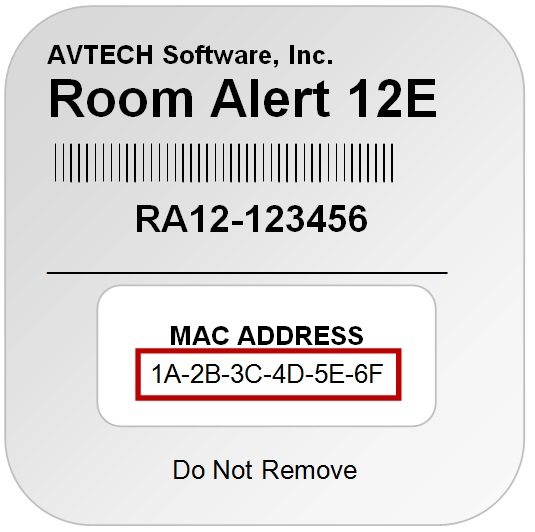 AVTECH Software, Inc.
Room Alert 12E
RA12-123456
MAC ADDRESS
1A-2B-3C-4D-5E-6F
Do Not Remove